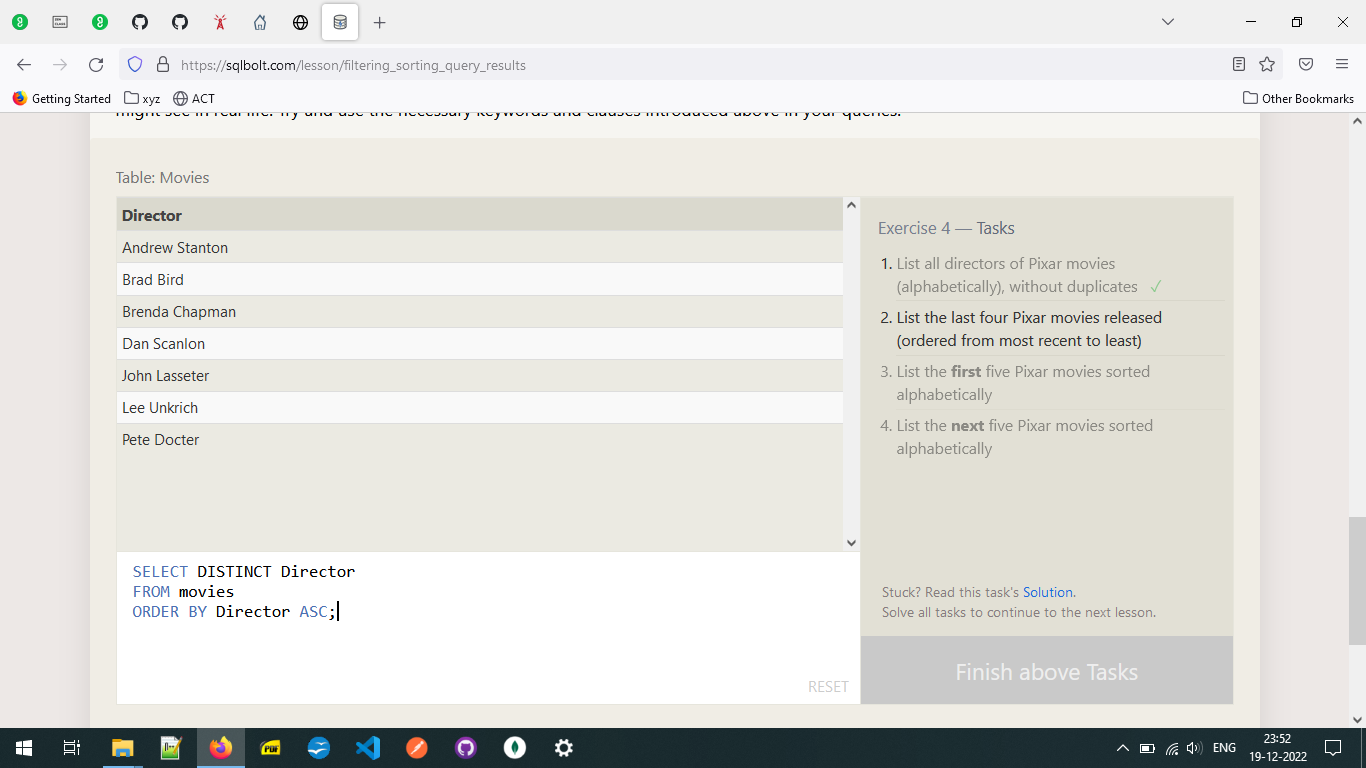 https://sqlbolt.com/lesson/filtering_sorting_query_results
Getting Started
xyz
ACT
Other Bookmarks
might see in real life. Try and use the necessary keywords and clauses introduced above in your queries.
Table: Movies
Director
Andrew Stanton
Brad Bird
Brenda Chapman
Dan Scanlon
John Lasseter
Lee Unkrich
Pete Docter
SELECT DISTINCT Director
FROM movies
ORDER BY Director ASC;
RESET
Exercise 4 — Tasks
1. List all directors of Pixar movies
(alphabetically), without duplicates ✓
2. List the last four Pixar movies released
(ordered from most recent to least)
3. List the first five Pixar movies sorted
alphabetically
4. List the next five Pixar movies sorted
alphabetically
Stuck? Read this task's Solution.
Solve all tasks to continue to the next lesson.
Finish above Tasks
PDF
ENG
23:52
19-12-2022